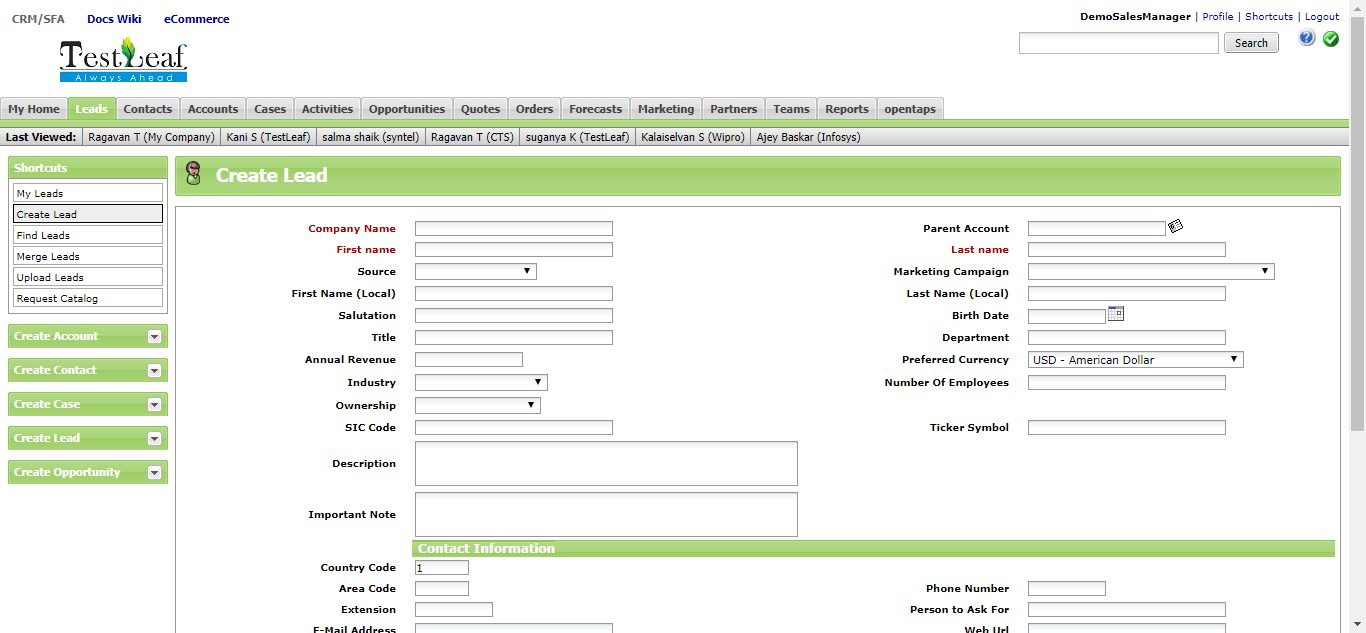 CRM/SFA Docs Wiki eCommerce
DemoSalesManager | Profile | Shortcuts | Logout
TestLeaf
Always Ahead
Search
My Home Leads Contacts Accounts Cases Activities Opportunities Quotes Orders Forecasts Marketing Partners Teams Reports opentaps
Last Viewed: Ragavan T (My Company) Kani S (TestLeaf) salma shaik (syntel) Ragavan T (CTS) suganya K (TestLeaf) Kalaiselvan S (Wipro) Ajey Baskar (Infosys)
Shortcuts
My Leads
Create Lead
Find Leads
Merge Leads
Upload Leads
Request Catalog
Create Account
Create Contact
Create Case
Create Lead
Create Opportunity
Create Lead
Company Name Parent Account
First name Last name
Source Marketing Campaign
First Name (Local) Last Name (Local)
Salutation Birth Date
Title Department
Annual Revenue Preferred Currency USD - American Dollar
Industry Number Of Employees
Ownership
SIC Code Ticker Symbol
Description
Important Note
Contact Information
Country Code 1
Area Code Phone Number
Extension Person to Ask For
E-Mail Address Web Url